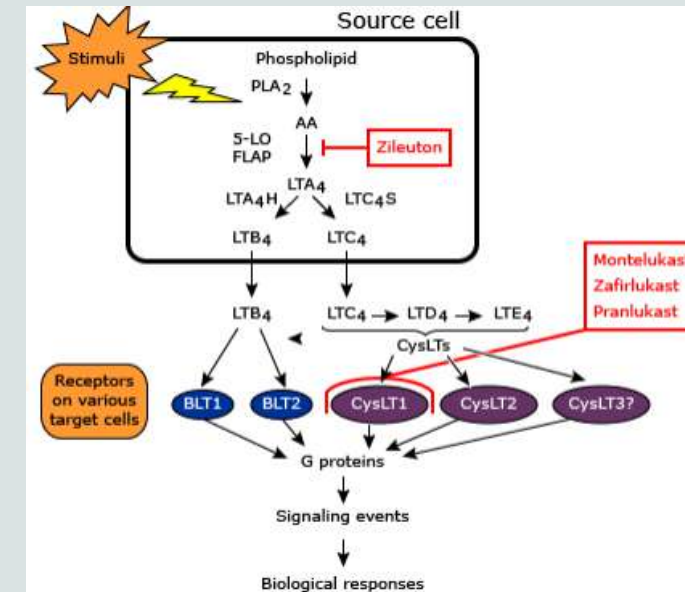 Source cell
Stimuli
Phospholipid
PLA2
AA
5-LO
FLAP
Zileuton
LTA4
LTA4H
LTC4S
LTB4
LTC4
Montelukast
Zafirlukast
Pranlukast
LTB4
LTC4
LTD4
LTE4
CysLTs
Receptors
on various
target cells
BLT1
BLT2
CysLT1
CysLT2
CysLT3?
G proteins
Signaling events
Biological responses